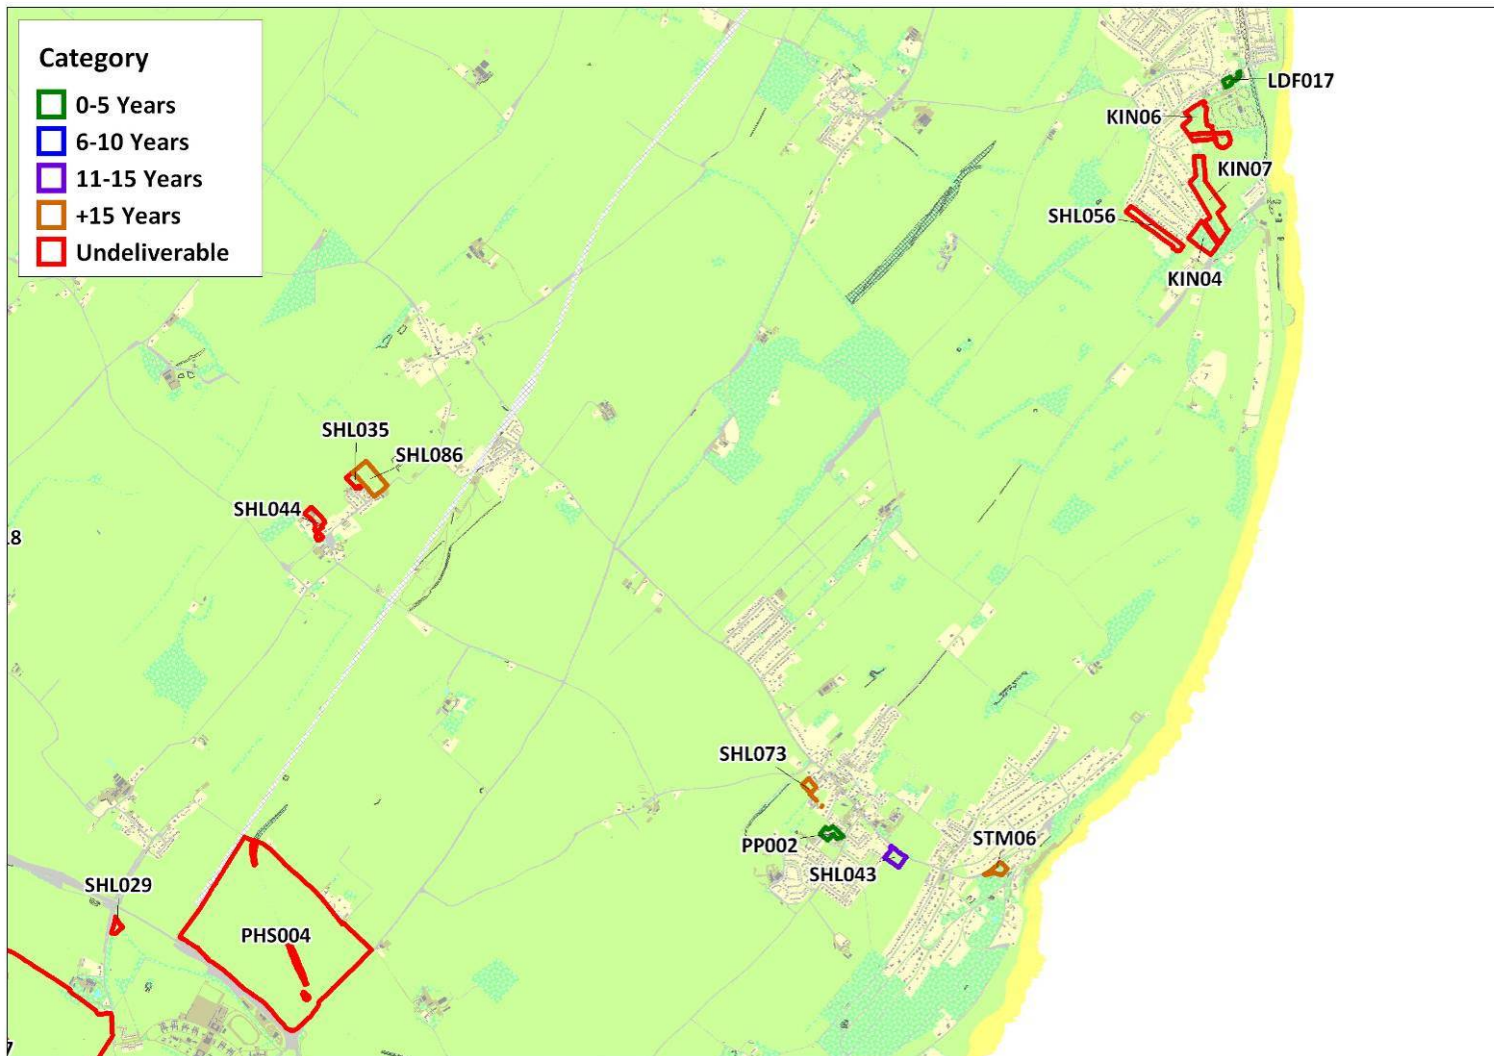 Category
0-5 Years
6-10 Years
11-15 Years
+15 Years
Undeliverable
LDF017
KIN06
KIN07
SHL056
KIN04
SHL035
SHL086
SHL044
.8
SHL073
PP002
STM06
SHL043
SHL029
PHS004
7